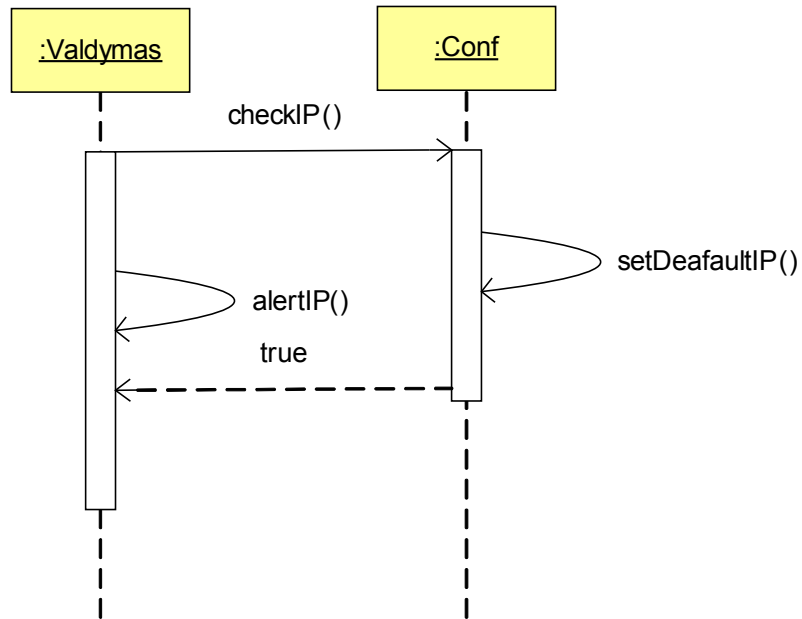 :Valdymas
:Conf
checkIP()
setDeafaultIP()
alertIP()
true